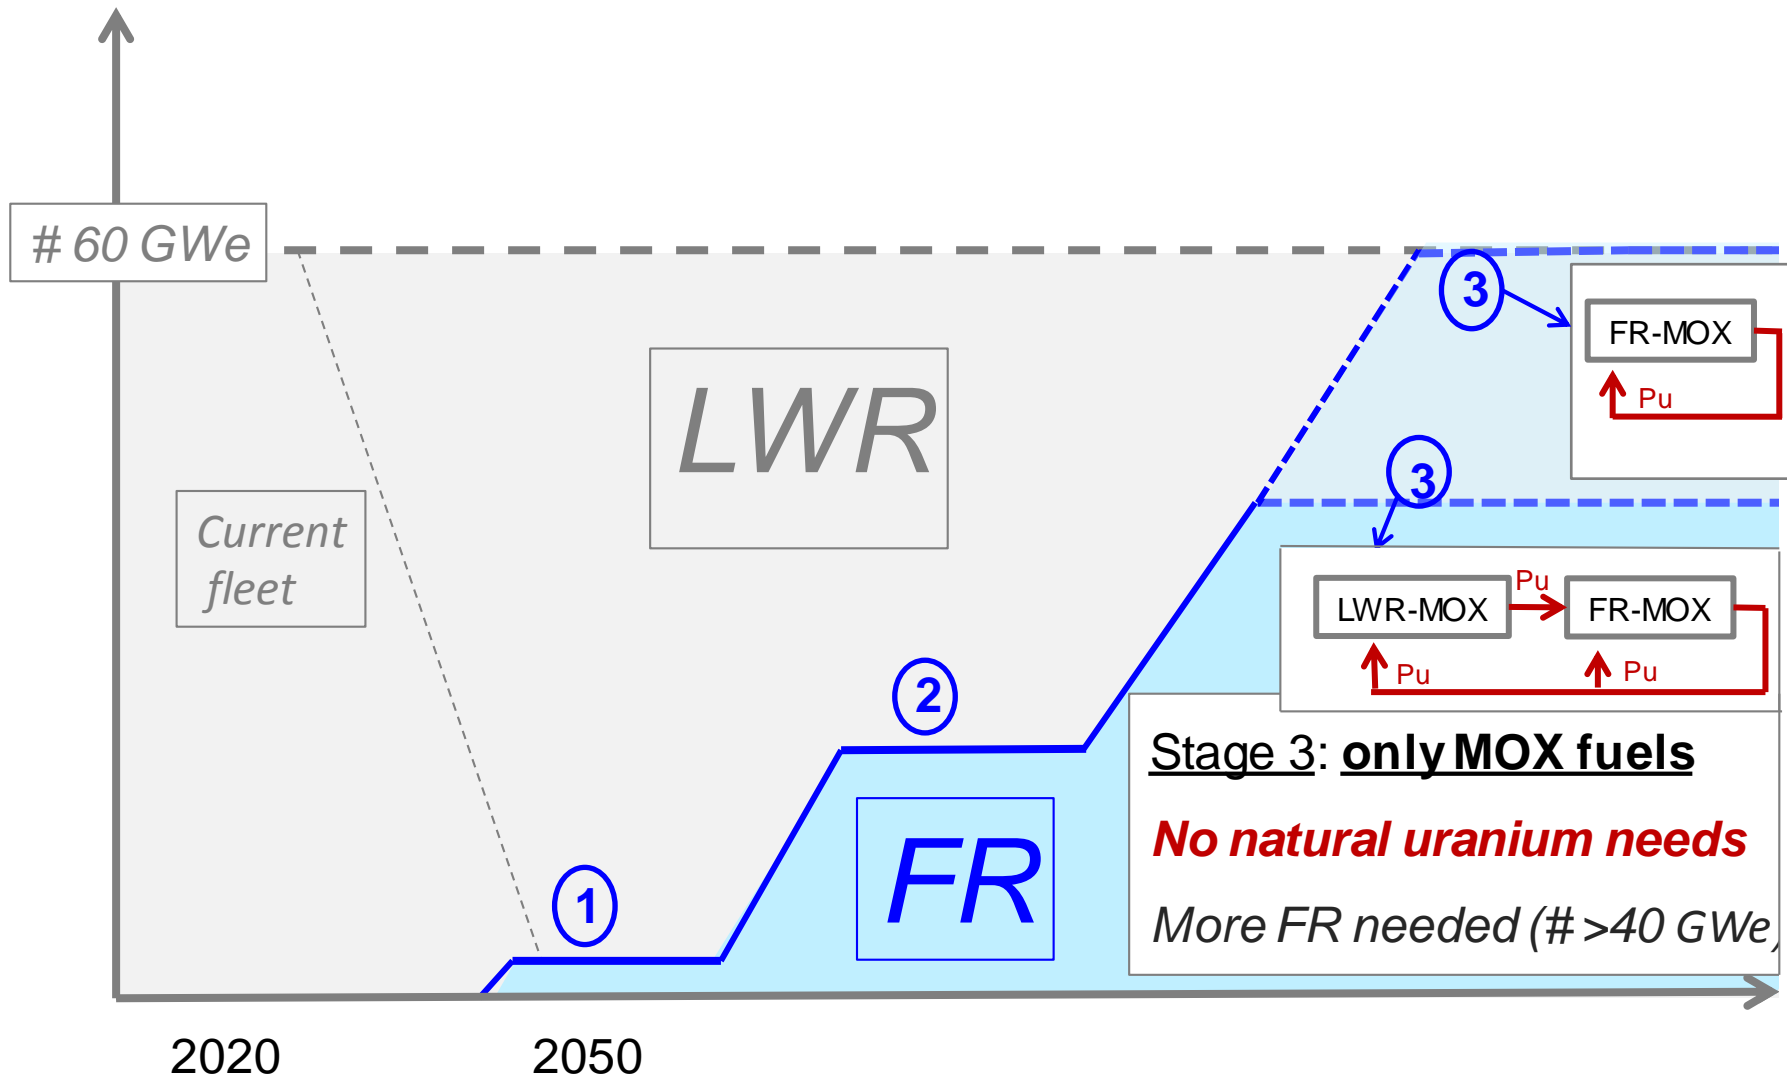 # 60 GWe
3
FR-MOX
Pu
LWR
3
Current
fleet
Pu
LWR-MOX
FR-MOX
Pu
Pu
2
Stage 3: only MOX fuels
No natural uranium needs
FR
1
More FR needed (# >40 GWe)
2020
2050